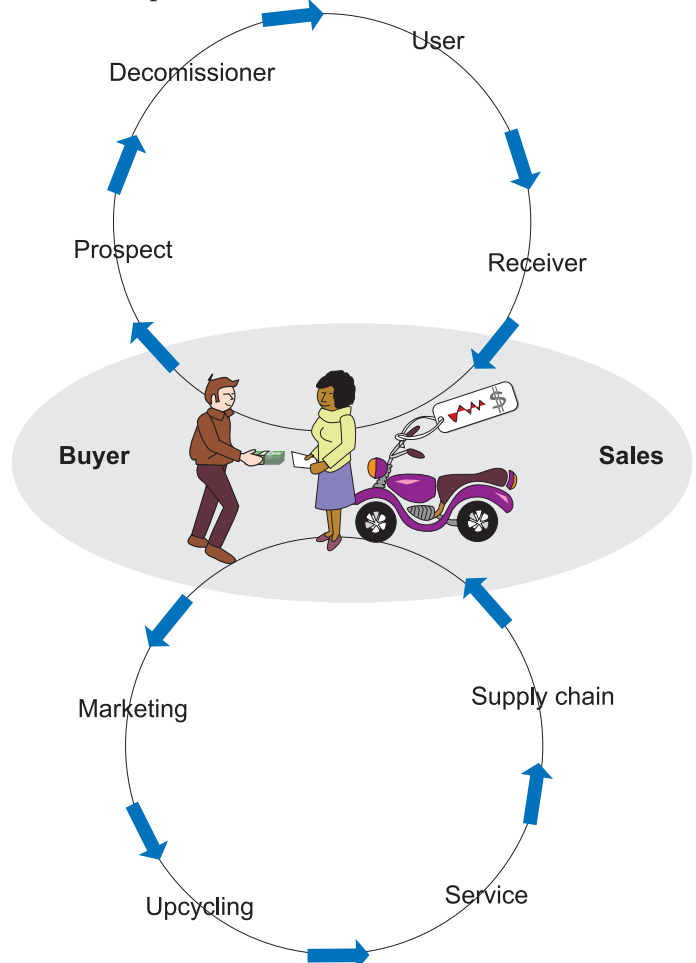 User
Decomissioner
Prospect
Receiver
$
Buyer
Sales
Marketing
Supply chain
Upcycling
Service